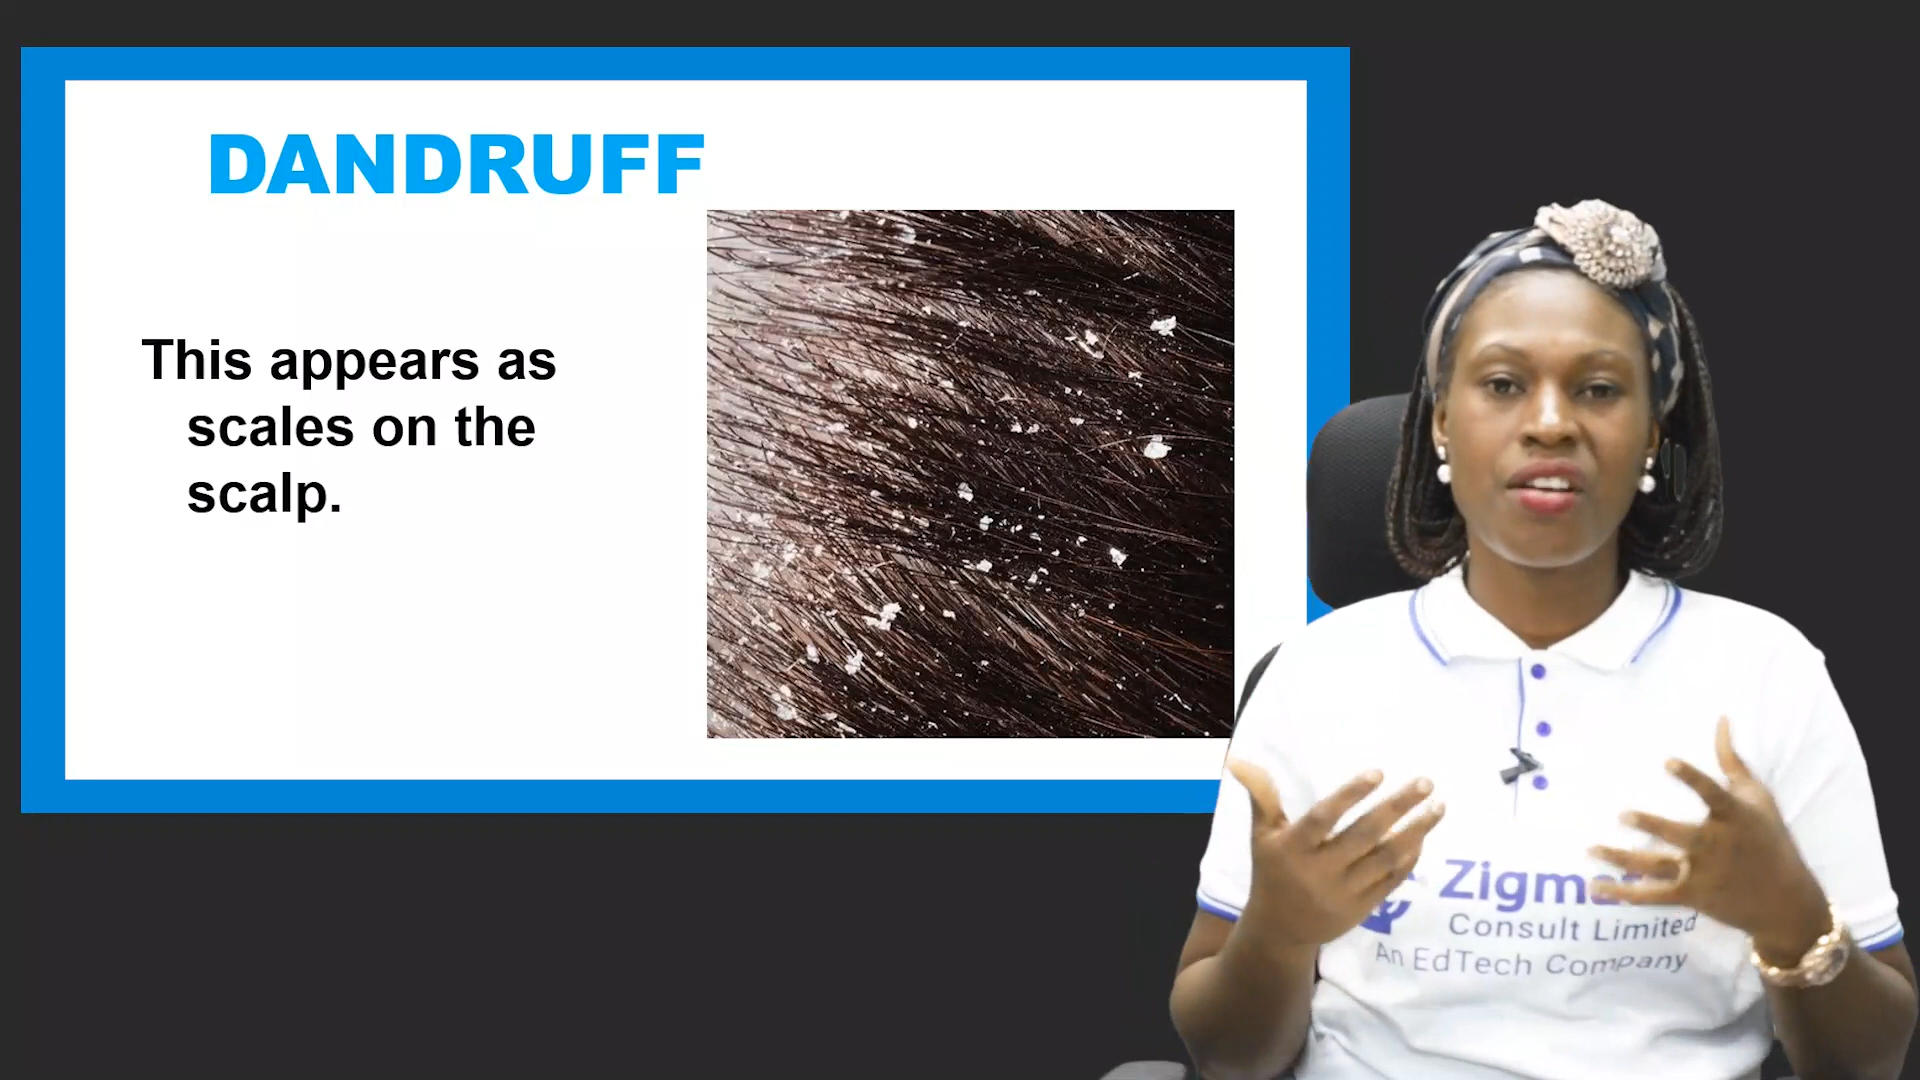 DANDRUFF
This appears as
scales on the
scalp.
Consult Limited
An EdTech Company